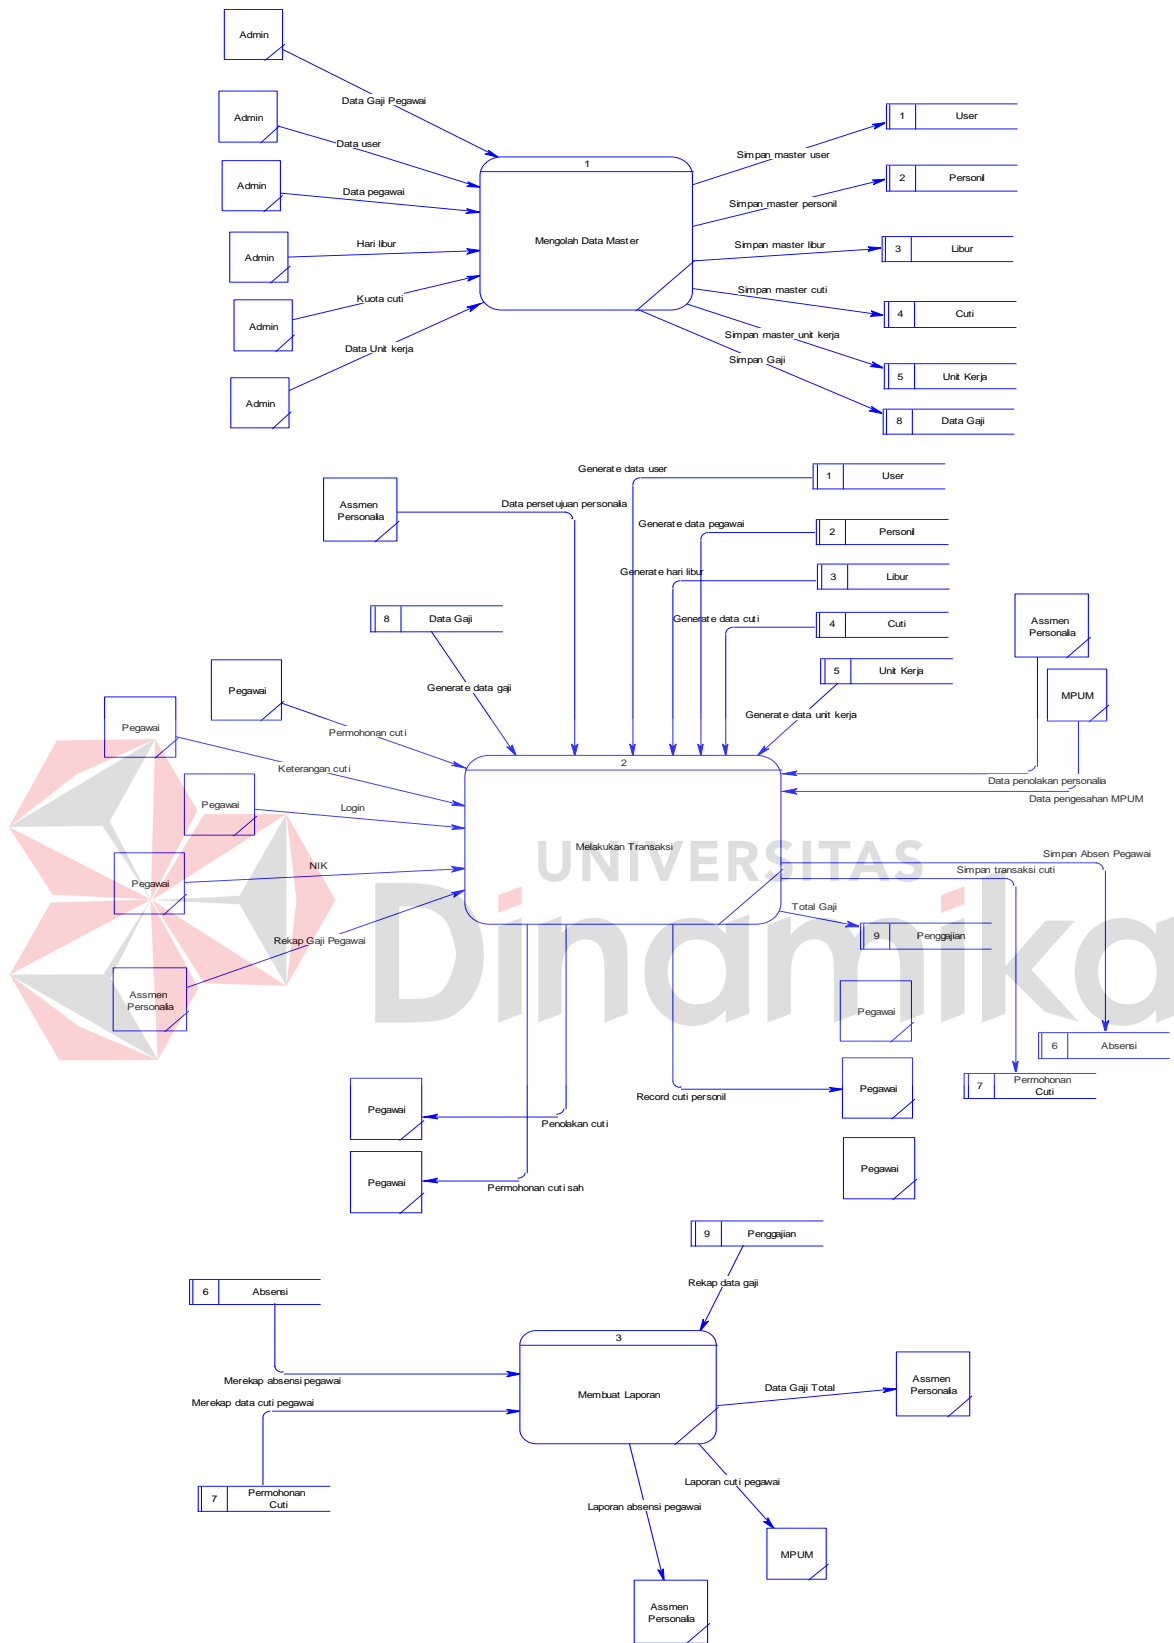 Admin
Data Gaji Pegawai
Admin
Data user
Admin
Data pegawai
Admin
Hari libur
Admin
Kuota cuti
Admin
Data Unit kerja
1
Mengolah Data Master
Simpan master user
1 User
Simpan master personil
2 Personil
Simpan master libur
3 Libur
Simpan master cuti
4 Cuti
Simpan master unit kerja
5 Unit Kerja
Simpan Gaji
8 Data Gaji
Assmen
Personalia
Data persetujuan personalia
Generate data user
1 User
Generate data pegawai
2 Personil
Generate hari libur
3 Libur
Generate data cuti
4 Cuti
5 Unit Kerja
Generate data unit kerja
8 Data Gaji
Generate data gaji
Assmen
Personalia
MPUM
Pegawai
Permohonan cuti
Pegawai
Keterangan cuti
Pegawai
Login
Pegawai
NIK
Rekap Gaji Pegawai
Assmen
Personalia
2
Melakukan Transaksi
Data penolakan personalia
Data pengesahan MPUM
UNIVERSITAS
Dinamika
Simpan Absen Pegawai
Simpan transaksi cuti
Total Gaji
9 Penggajian
Pegawai
6 Absensi
7 Permohonan
Cuti
Pegawai
Penolakan cuti
Record cuti personil
Pegawai
Pegawai
Permohonan cuti sah
Pegawai
9 Penggajian
Rekap data gaji
6 Absensi
Merekap absensi pegawai
Merekap data cuti pegawai
7 Permohonan
Cuti
3
Membuat Laporan
Data Gaji Total
Assmen
Personalia
Laporan cuti pegawai
Laporan absensi pegawai
MPUM
Assmen
Personalia